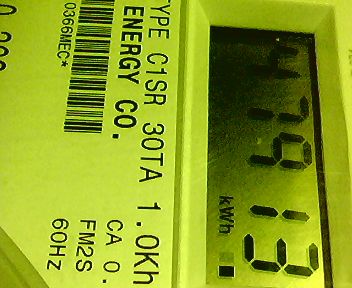 47913
kWh
TYPE C1SR 30TA 1.0Kh
ENERGY CO.
CA 0.
FM2S
60HZ
0366MEC*